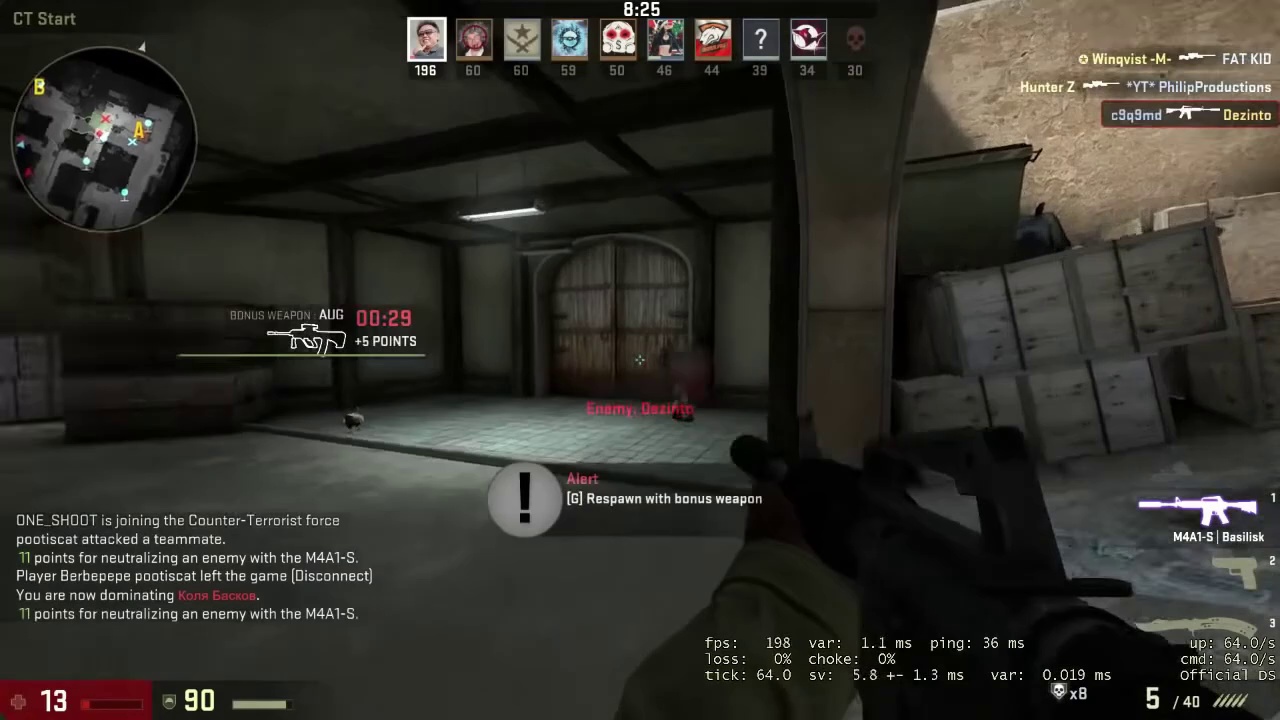 CT Start
8:25
196 60 60 59 50 46 44 39 34 30
?
B
A
Winqvist -M- FAT KID
Hunter Z *YT* PhilipProductions
c9q9md Dezinto
BONUS WEAPON : AUG 00:29
+5 POINTS
Enemy, Dezinto
!
Alert
[G] Respawn with bonus weapon
ONE_SHOOT is joining the Counter-Terrorist force
pootiscat attacked a teammate.
11 points for neutralizing an enemy with the M4A1-S.
Player Berbepepe pootiscat left the game (Disconnect)
You are now dominating Коля Басков.
11 points for neutralizing an enemy with the M4A1-S.
1
M4A1-S | Basilisk
2
3
fps: 198 var: 1.1 ms ping: 36 ms up: 64.0/s
loss: 0% choke: 0% cmd: 64.0/s
tick: 64.0 sv: 5.8 +- 1.3 ms var: 0.019 ms Official DS
13 90 x8 5 / 40